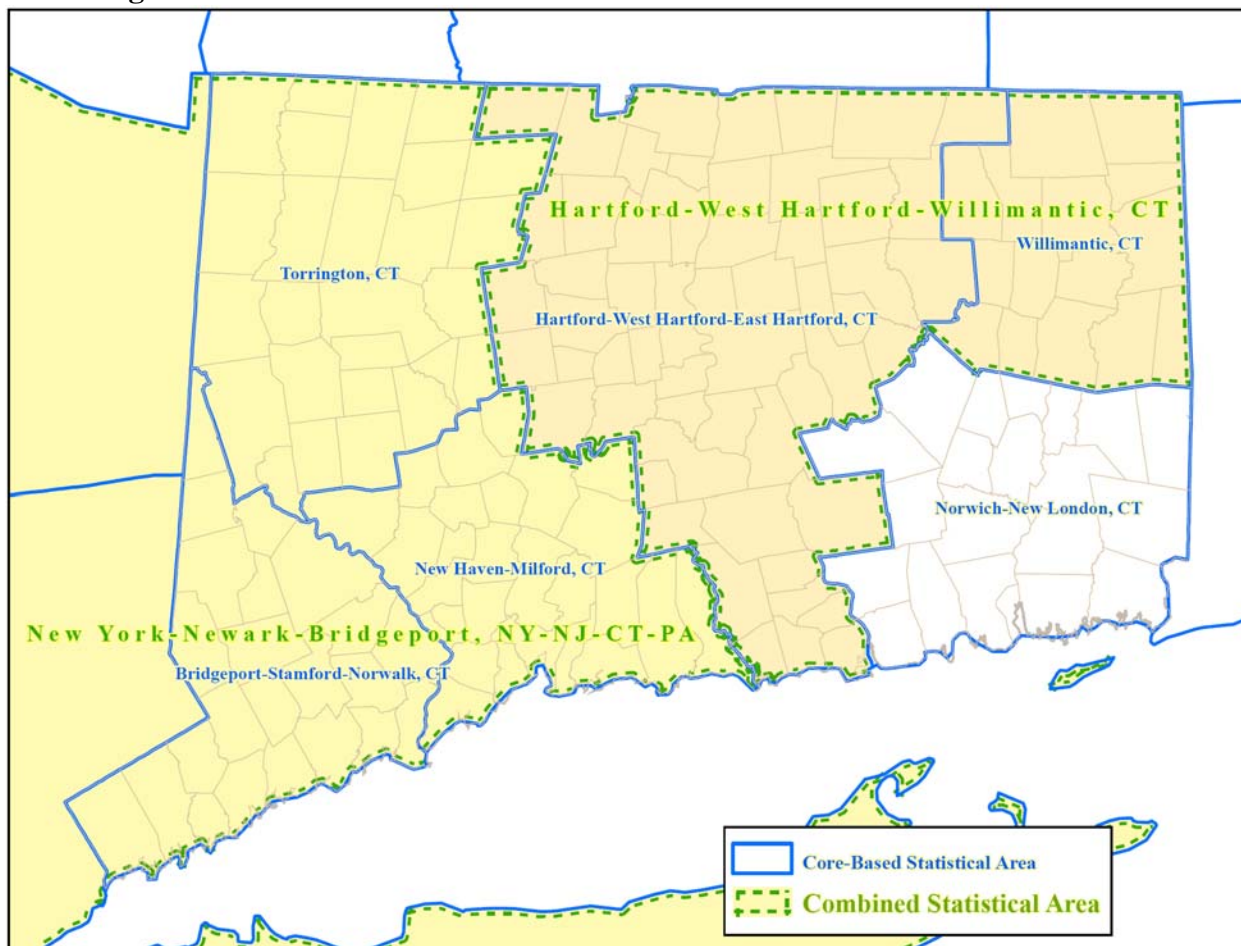 Hartford-West Hartford-Willimantic, CT
Willimantic, CT
Torrington, CT
Hartford-West Hartford-East Hartford, CT
Norwich-New London, CT
New Haven-Milford, CT
New York-Newark-Bridgeport, NY-NJ-CT-PA
Bridgeport-Stamford-Norwalk, CT
Core-Based Statistical Area
Combined Statistical Area